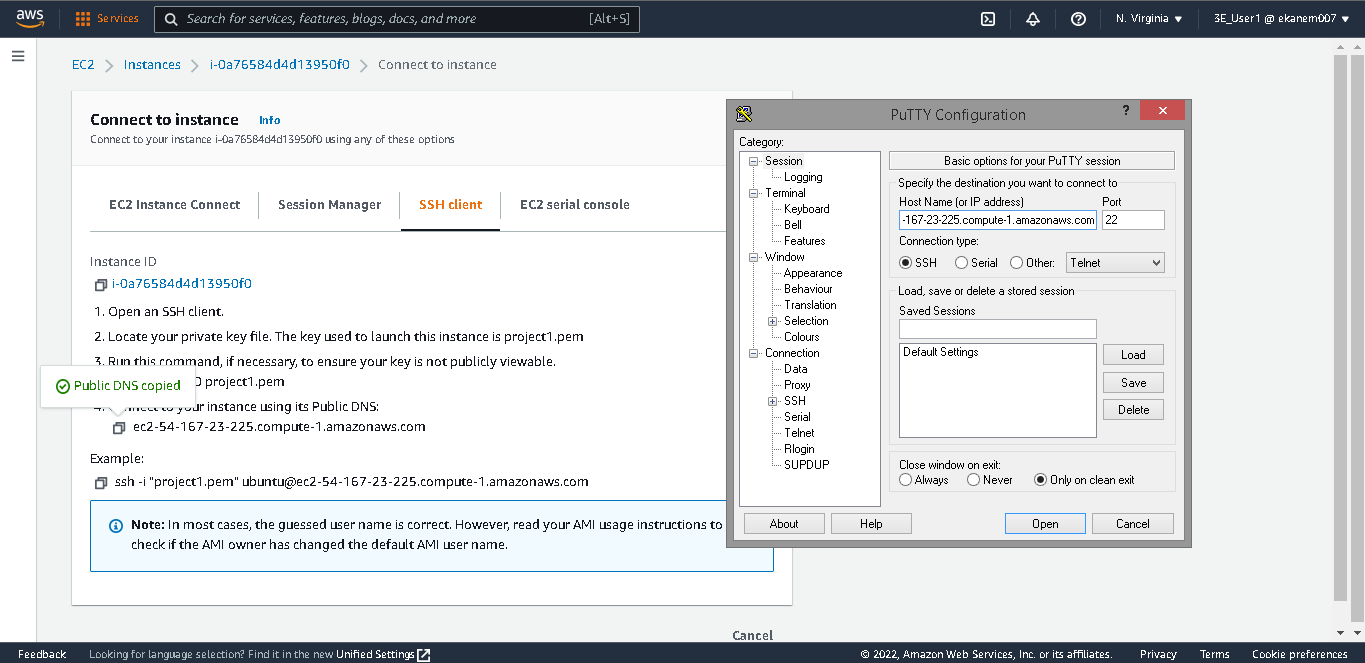 aws
Services
Search for services, features, blogs, docs, and more
[Alt+S]
N. Virginia
3E_User1 @ ekanem007
EC2
Instances
i-0a76584d4d13950f0
Connect to instance
Connect to instance
Info
Connect to your instance i-0a76584d4d13950f0 using any of these options
EC2 Instance Connect
Session Manager
SSH client
EC2 serial console
Instance ID
i-0a76584d4d13950f0
1. Open an SSH client.
2. Locate your private key file. The key used to launch this instance is project1.pem
3. Run this command, if necessary, to ensure your key is not publicly viewable.
project1.pem
Public DNS copied
to your instance using its Public DNS:
ec2-54-167-23-225.compute-1.amazonaws.com
Example:
ssh -i "project1.pem" ubuntu@ec2-54-167-23-225.compute-1.amazonaws.com
Note: In most cases, the guessed user name is correct. However, read your AMI usage instructions to
check if the AMI owner has changed the default AMI user name.
Cancel
PuTTY Configuration
?
Category:
Session
Logging
Terminal
Keyboard
Bell
Features
Window
Appearance
Behaviour
Translation
Selection
Colours
Connection
Data
Proxy
SSH
Serial
Telnet
Rlogin
SUPDUP
Basic options for your PuTTY session
Specify the destination you want to connect to
Host Name (or IP address)
Port
-167-23-225.compute-1.amazonaws.com
22
Connection type:
SSH
Serial
Other:
Telnet
Load, save or delete a stored session
Saved Sessions
Default Settings
Load
Save
Delete
Close window on exit:
Always
Never
Only on clean exit
About
Help
Open
Cancel
Feedback
Looking for language selection? Find it in the new Unified Settings
© 2022, Amazon Web Services, Inc. or its affiliates.
Privacy
Terms
Cookie preferences